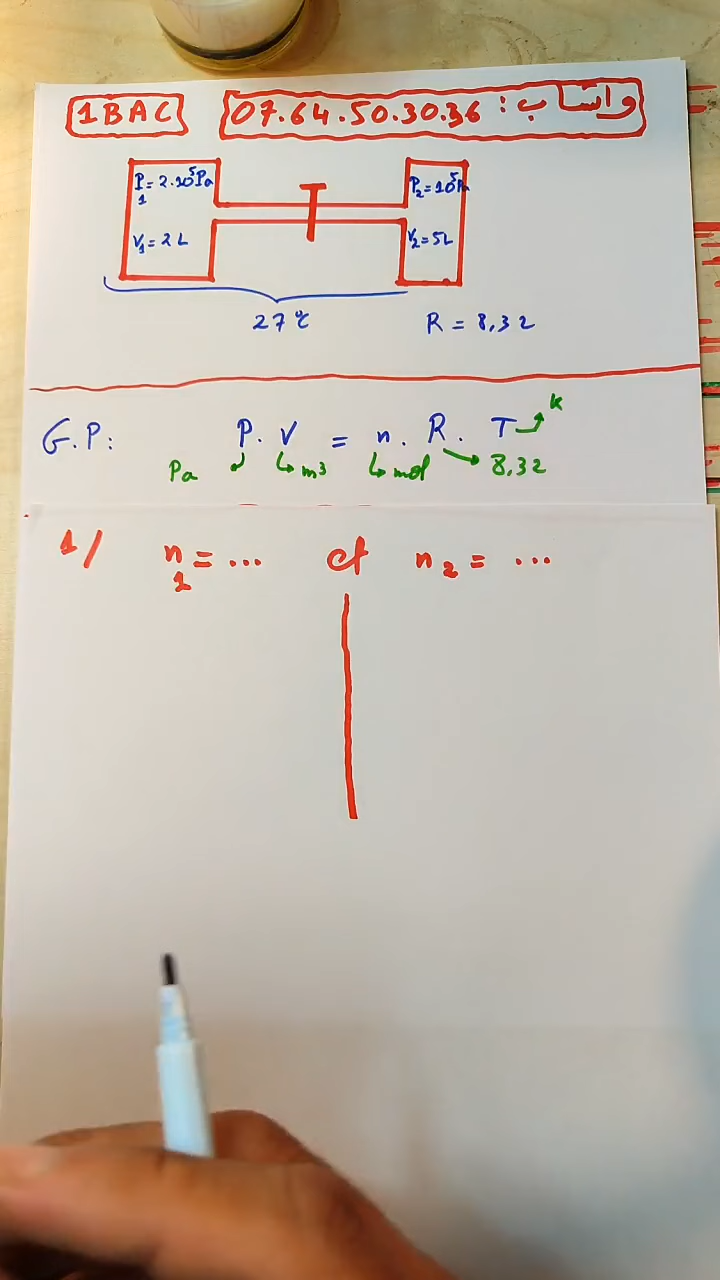 1BAC 07.64.50.30.36 : واتساب
P₁= 2.10⁵Pa P₂=10⁵Pa
V₁= 2 L V₂=5L
27°C R = 8,32
G.P: P. V = n. R. T → K
Pa m³ mol 8,32
1/ n₁ = ... et n₂ = ...